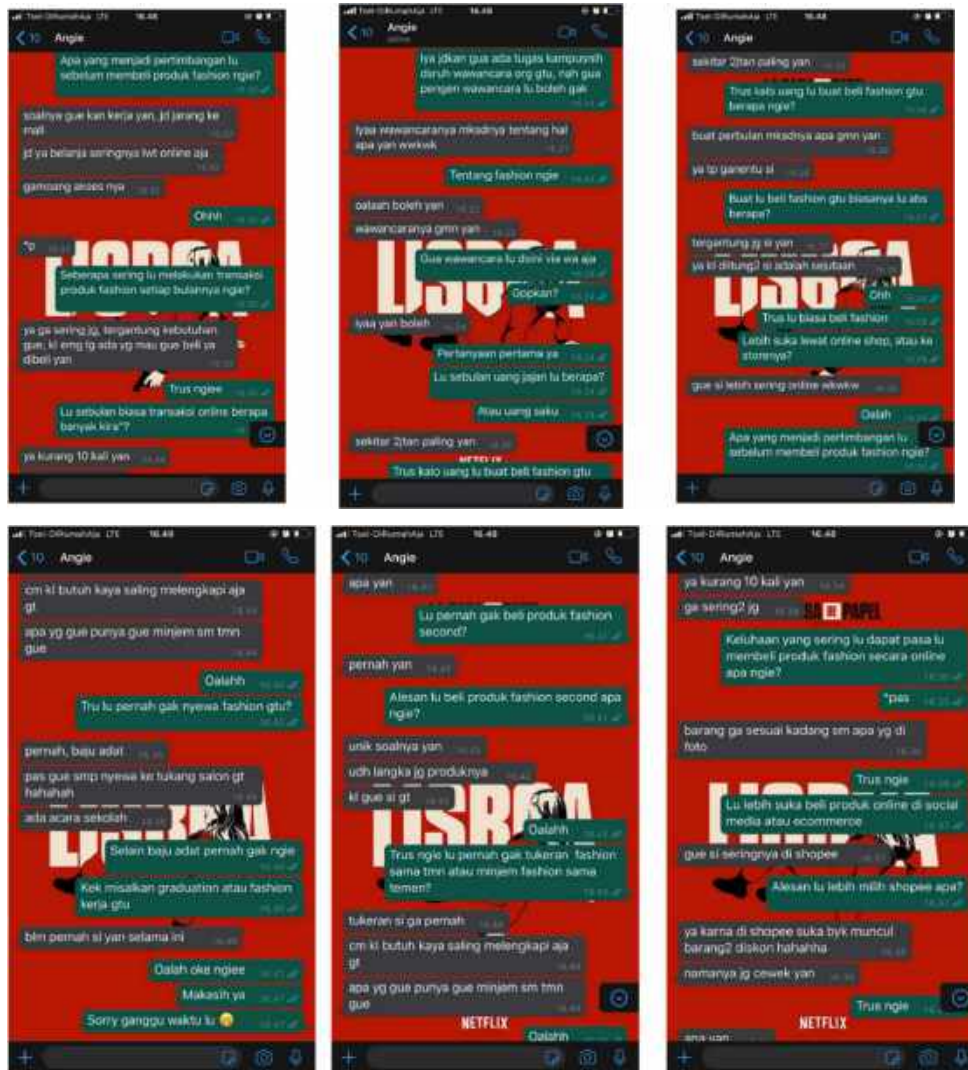 Angie
Apa yang menjadi pertimbangan lu
sebelum membeli produk fashion ngie?
soalnya gue kan kerja yan, jd jarang ke
mall
jd ya belanja seringnya lwt online aja
gampang akses nya
Ohhh
*p
Seberapa sering lu melakukan transaksi
produk fashion setiap bulannya ngie?
ya ga sering jg, tergantung kebutuhan
gue, kl emg lg ada yg mau gue beli ya
dibeli yan
Trus ngiee
Lu sebulan biasa transaksi online berapa
banyak kira"?
ya kurang 10 kali yan
Angie
online
Iya jdkan gua ada tugas kampusnih
disruh wawancara org gtu, nah gua
pengen wawancara lu boleh gak
Iyaa wawancaranya mksdnya tentang hal
apa yan wwkwk
Tentang fashion ngie
oalaah boleh yan
wawancaranya gmn yan
Gua wawancara lu disini via wa aja
Gppkan?
iyaa yan boleh
Pertanyaan pertama ya
Lu sebulan uang jajan lu berapa?
Atau uang saku
sekitar 2jtan paling yan
NETFLIX
Trus kalo uang lu buat beli fashion gtu
Angie
sekitar 2jtan paling yan
Trus kalo uang lu buat beli fashion gtu
berapa ngie?
buat perbulan mksdnya apa gmn yan
ya tp ganentu si
Buat lu beli fashion gtu biasanya lu abs
berapa?
tergantung jg si yan
ya kl diitung2 si adalah sejutaan
Ohh
Trus lu biasa beli fashion
Lebih suka lewat online shop, atau ke
storenya?
gue si lebih sering online wkwkw
Oalah
Apa yang menjadi pertimbangan lu
sebelum membeli produk fashion ngie?
Angie
cm kl butuh kaya saling melengkapi aja
gt
apa yg gue punya gue minjem sm tmn
gue
Oalahh
Tru lu pernah gak nyewa fashion gtu?
pernah, baju adat
pas gue smp nyewa ke tukang salon gt
hahahah
ada acara sekolah
Selain baju adat pernah gak ngie
Kek misalkan graduation atau fashion
kerja gtu
blm pernah si yan selama ini
Oalah oke ngiee
Makasih ya
Sorry ganggu waktu lu
Angie
apa yan
Lu pernah gak beli produk fashion
second?
pernah yan
Alesan lu beli produk fashion second apa
ngie?
unik soalnya yan
udh langka jg produknya
kl gue si gt
Oalahh
Trus ngie lu pernah gak tukeran fashion
sama tmn atau minjem fashion sama
temen?
tukeran si ga pernah
cm kl butuh kaya saling melengkapi aja
gt
apa yg gue punya gue minjem sm tmn
gue
NETFLIX
Oalahh
Angie
ya kurang 10 kali yan
ga sering2 jg
Keluhaan yang sering lu dapat pasa lu
membeli produk fashion secara online
apa ngie?
*pas
barang ga sesuai kadang sm apa yg di
foto
Trus ngie
Lu lebih suka beli produk online di social
media atau ecommerce
gue si seringnya di shopee
Alesan lu lebih milih shopee apa?
ya karna di shopee suka byk muncul
barang2 diskon hahahha
namanya jg cewek yan
Trus ngie
NETFLIX
apa yan